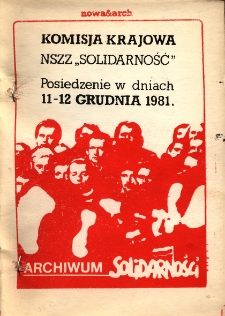 nowa&arch
KOMISJA KRAJOWA
NSZZ „SOLIDARNOŚĆ"
Posiedzenie w dniach
11-12 GRUDNIA 1981.
ARCHIWUM SOLIDARNOŚCI